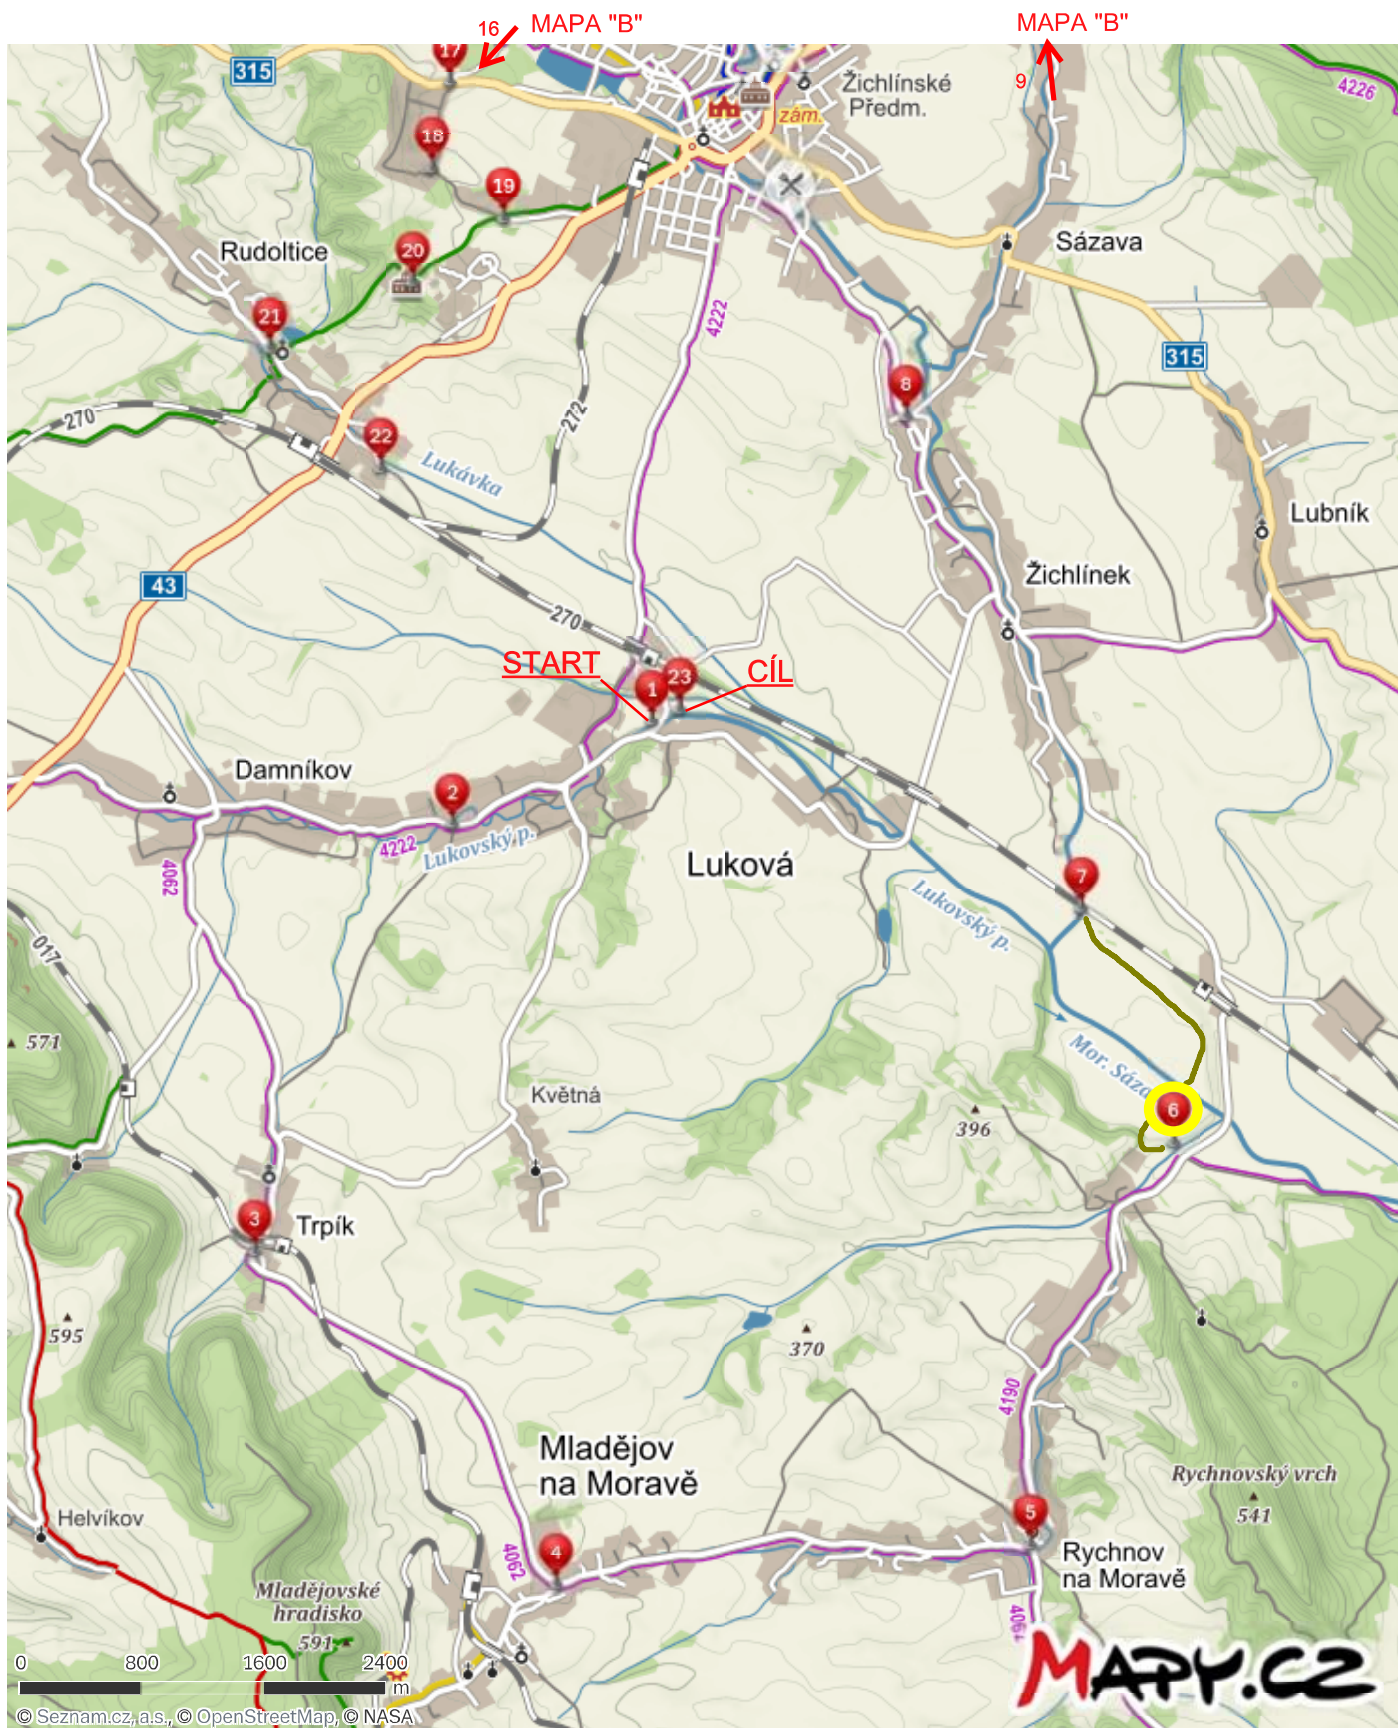 16
MAPA "B"
MAPA "B"
9
17
315
4226
Žichlínské
Předm.
zám.
18
19
Rudoltice
20
Sázava
21
4222
315
8
270
272
22
Lukávka
Lubník
43
Žichlínek
270
START
1
23
CÍL
Damníkov
2
4222
Lukovský p.
Luková
4062
7
Lukovský p.
017
571
Mor. Sáza
Květná
6
396
3
Trpík
595
370
4190
Mladějov
na Moravě
Rychnovský vrch
541
Helvíkov
5
4062
4
Rychnov
na Moravě
Mladějovské
hradisko
591
4064
MAPY.CZ
0 800 1600 2400
m
© Seznam.cz, a.s., © OpenStreetMap, © NASA